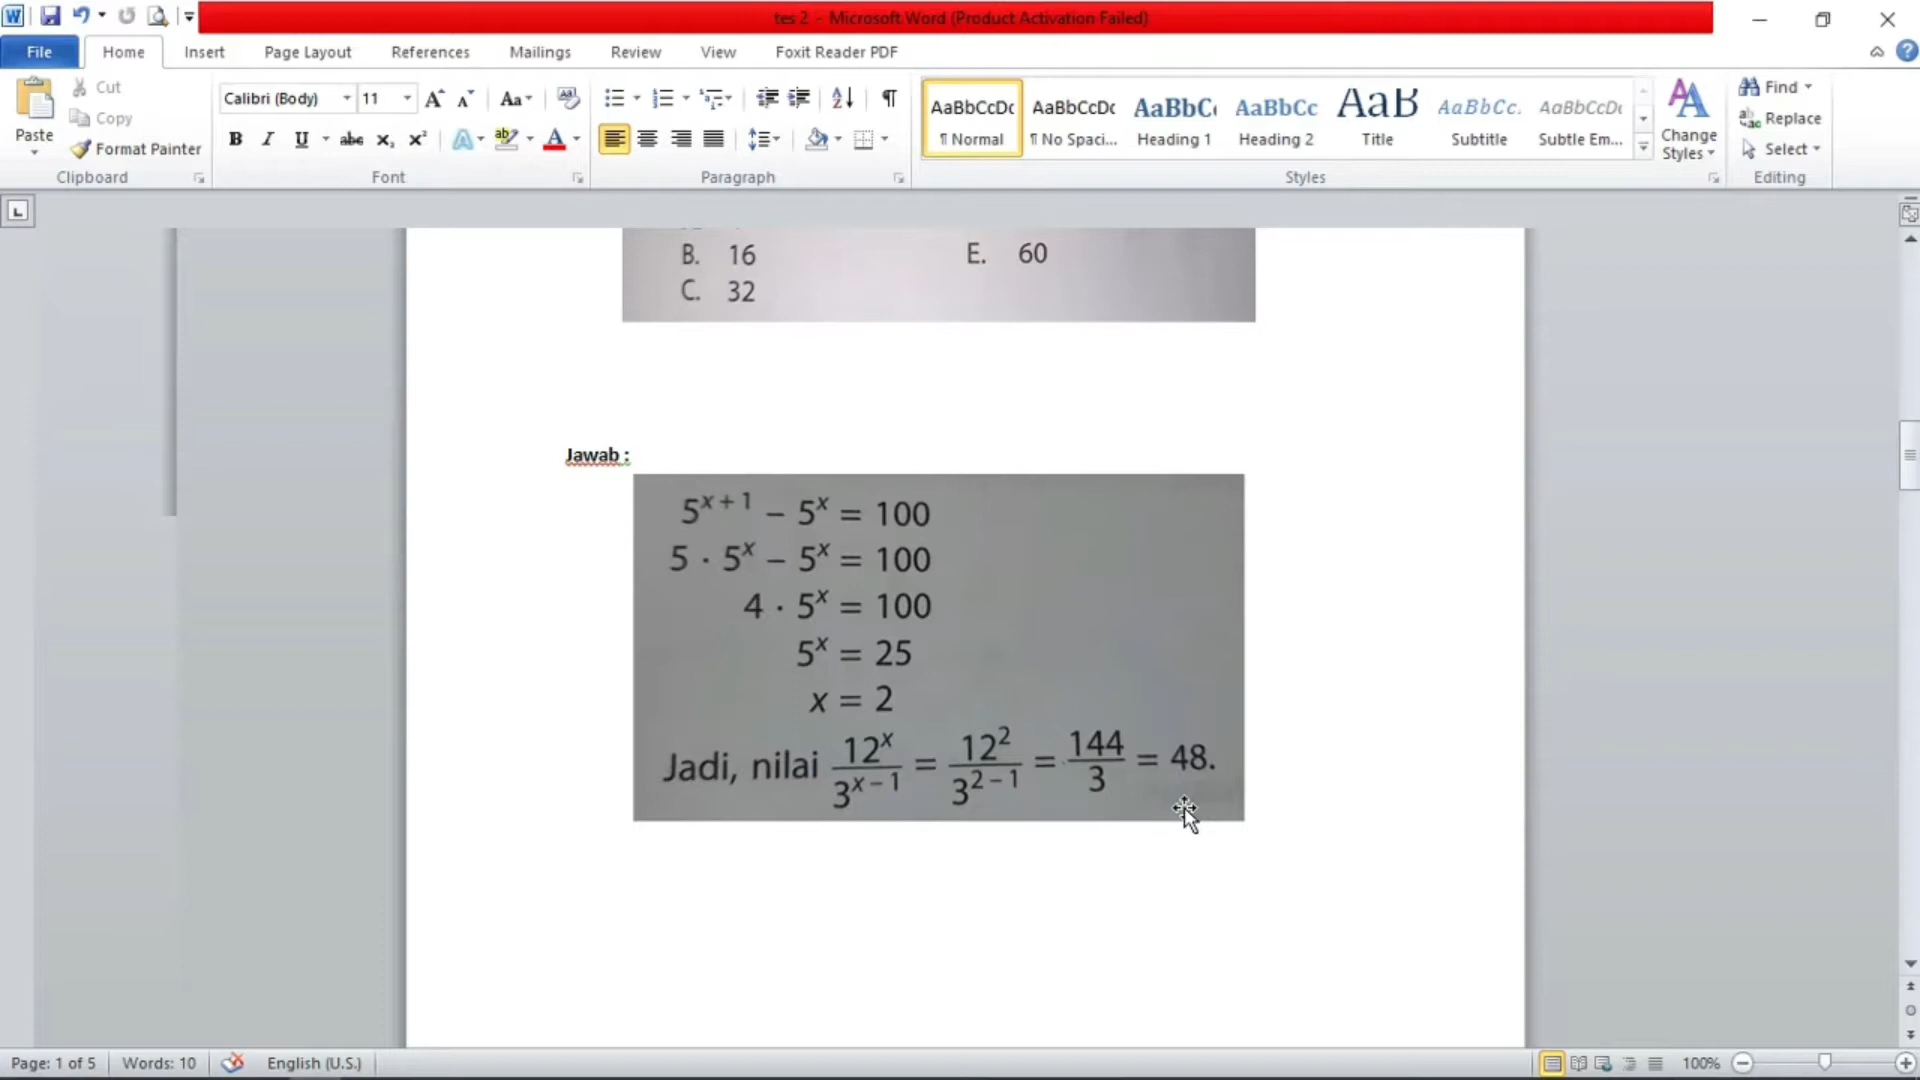 tes 2 - Microsoft Word (Product Activation Failed)
File Home Insert Page Layout References Mailings Review View Foxit Reader PDF
Paste
Cut
Copy
Format Painter
Clipboard
Calibri (Body) 11
Font
Paragraph
AaBbCcDc AaBbCcDc AaBbC AaBbCc AaB AaBbCc. AaBbCcDc
¶ Normal ¶ No Spaci... Heading 1 Heading 2 Title Subtitle Subtle Em...
Change
Styles
Styles
Find
Replace
Select
Editing
B. 16 E. 60
C. 32
Jawab :
5^{x + 1} − 5^x = 100
5 · 5^x − 5^x = 100
4 · 5^x = 100
5^x = 25
x = 2
Jadi, nilai 12^x/3^{x − 1} = 12^2/3^{2 − 1} = 144/3 = 48.
Page: 1 of 5 Words: 10 English (U.S.) 100%